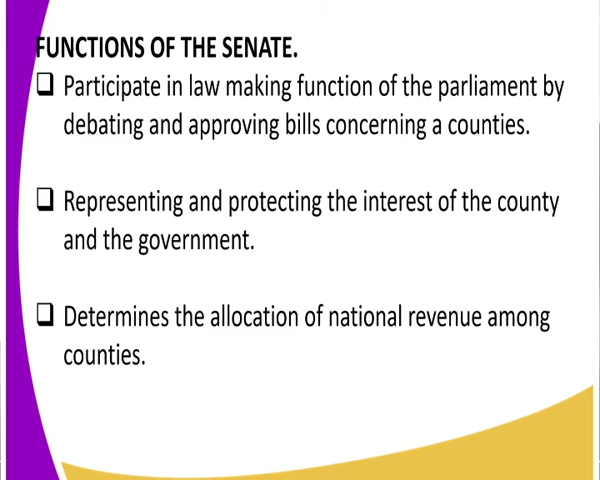 FUNCTIONS OF THE SENATE.
❑ Participate in law making function of the parliament by
debating and approving bills concerning a counties.
❑ Representing and protecting the interest of the county
and the government.
❑ Determines the allocation of national revenue among
counties.